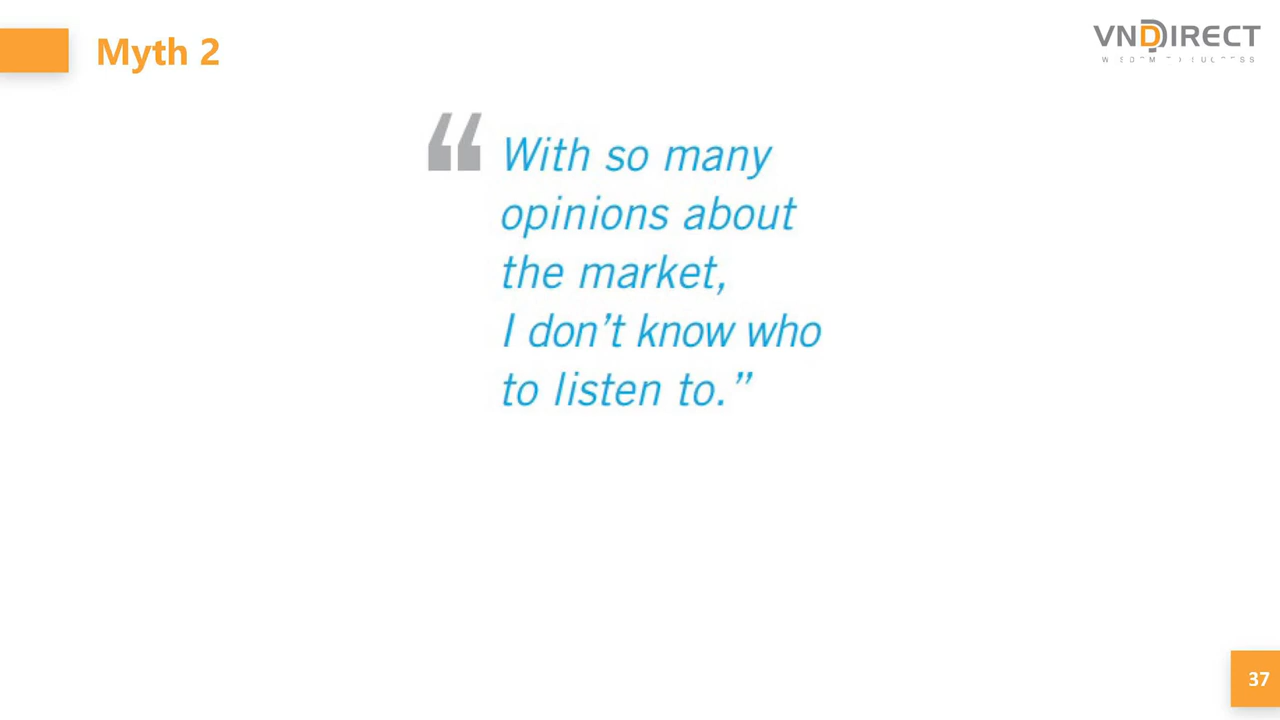 Myth 2
VNDIRECT
“With so many
opinions about
the market,
I don’t know who
to listen to.”
37